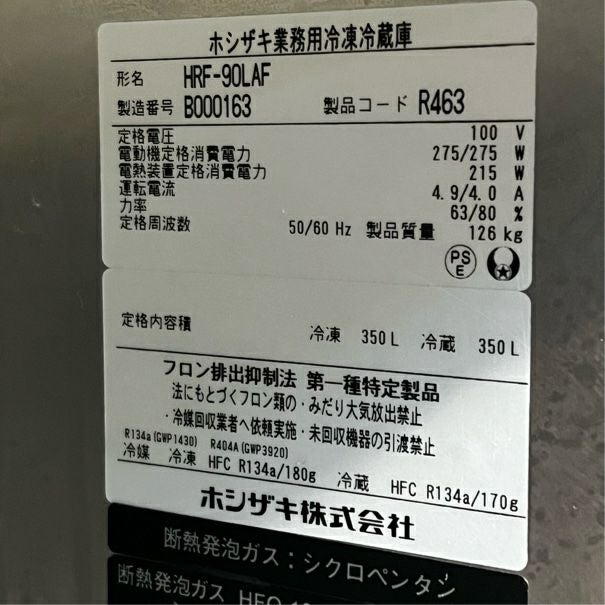 ホシザキ業務用冷凍冷蔵庫
形名 HRF-90LAF
製造番号 B000163 製品コード R463
定格電圧 100 V
電動機定格消費電力 275/275 W
電熱装置定格消費電力 215 W
運転電流 4.9/4.0 A
力率 63/80 %
定格周波数 50/60 Hz 製品質量 126 kg
PSE
定格内容積 冷凍 350 L 冷蔵 350 L
フロン排出抑制法 第一種特定製品
法にもとづくフロン類の・みだり大気放出禁止
・冷媒回収業者へ依頼実施・未回収機器の引渡禁止
R134a(GWP1430) R404A(GWP3920)
冷媒 冷凍 HFC R134a/180g 冷蔵 HFC R134a/170g
ホシザキ株式会社
断熱発泡ガス：シクロペンタン
断熱発泡ガス